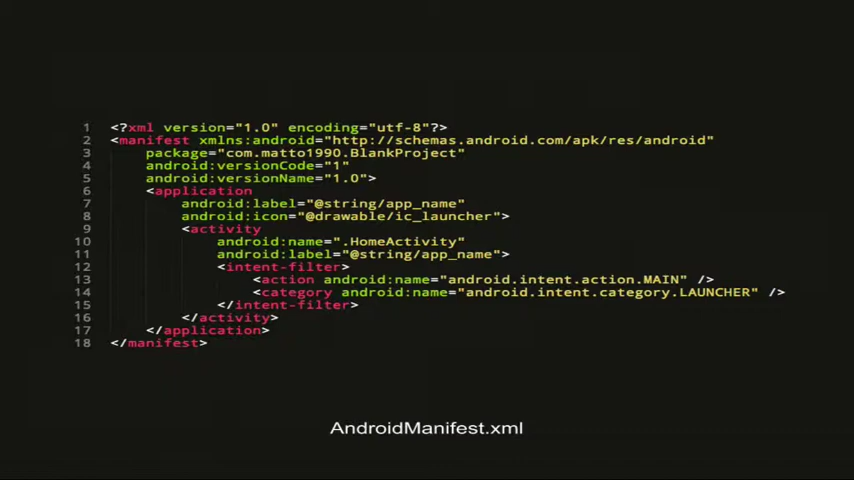 1 <?xml version="1.0" encoding="utf-8"?>
2 <manifest xmlns:android="http://schemas.android.com/apk/res/android"
3     package="com.matto1990.BlankProject"
4     android:versionCode="1"
5     android:versionName="1.0">
6     <application
7         android:label="@string/app_name"
8         android:icon="@drawable/ic_launcher">
9         <activity
10             android:name=".HomeActivity"
11             android:label="@string/app_name">
12             <intent-filter>
13                 <action android:name="android.intent.action.MAIN" />
14                 <category android:name="android.intent.category.LAUNCHER" />
15             </intent-filter>
16         </activity>
17     </application>
18 </manifest>
AndroidManifest.xml